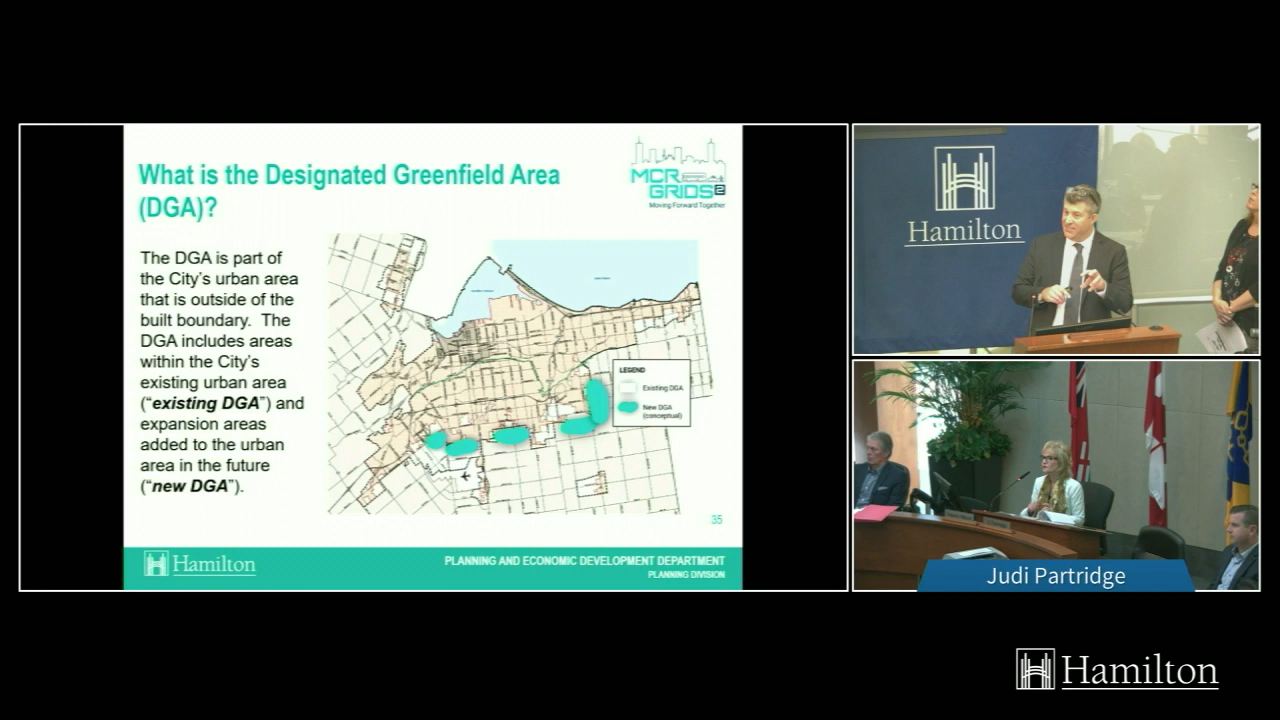 What is the Designated Greenfield Area
(DGA)?
MCR
GRIDS2
Moving Forward Together
The DGA is part of
the City's urban area
that is outside of the
built boundary. The
DGA includes areas
within the City's
existing urban area
("existing DGA") and
expansion areas
added to the urban
area in the future
("new DGA").
LEGEND
Existing DGA
New DGA
(conceptual)
35
Hamilton
PLANNING AND ECONOMIC DEVELOPMENT DEPARTMENT
PLANNING DIVISION
Hamilton
Judi Partridge
Hamilton